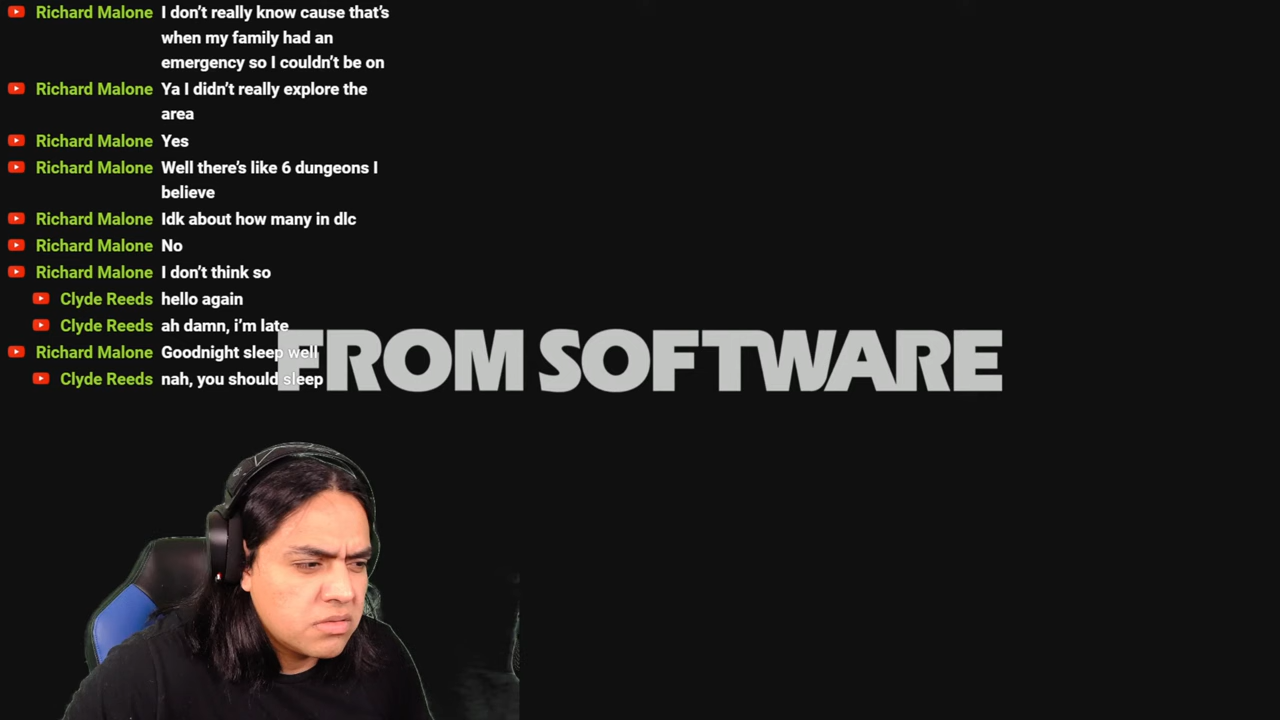 Richard Malone I don't really know cause that's
when my family had an
emergency so I couldn't be on
Richard Malone Ya I didn't really explore the
area
Richard Malone Yes
Richard Malone Well there's like 6 dungeons I
believe
Richard Malone Idk about how many in dlc
Richard Malone No
Richard Malone I don't think so
Clyde Reeds hello again
Clyde Reeds ah damn, i'm late
Richard Malone Goodnight sleep well
Clyde Reeds nah, you should sleep
FROM SOFTWARE